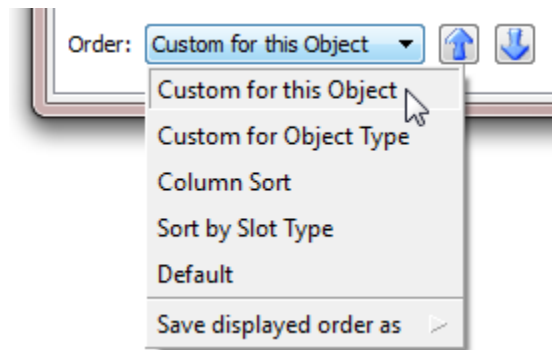 Order: Custom for this Object
Custom for this Object
Custom for Object Type
Column Sort
Sort by Slot Type
Default
Save displayed order as